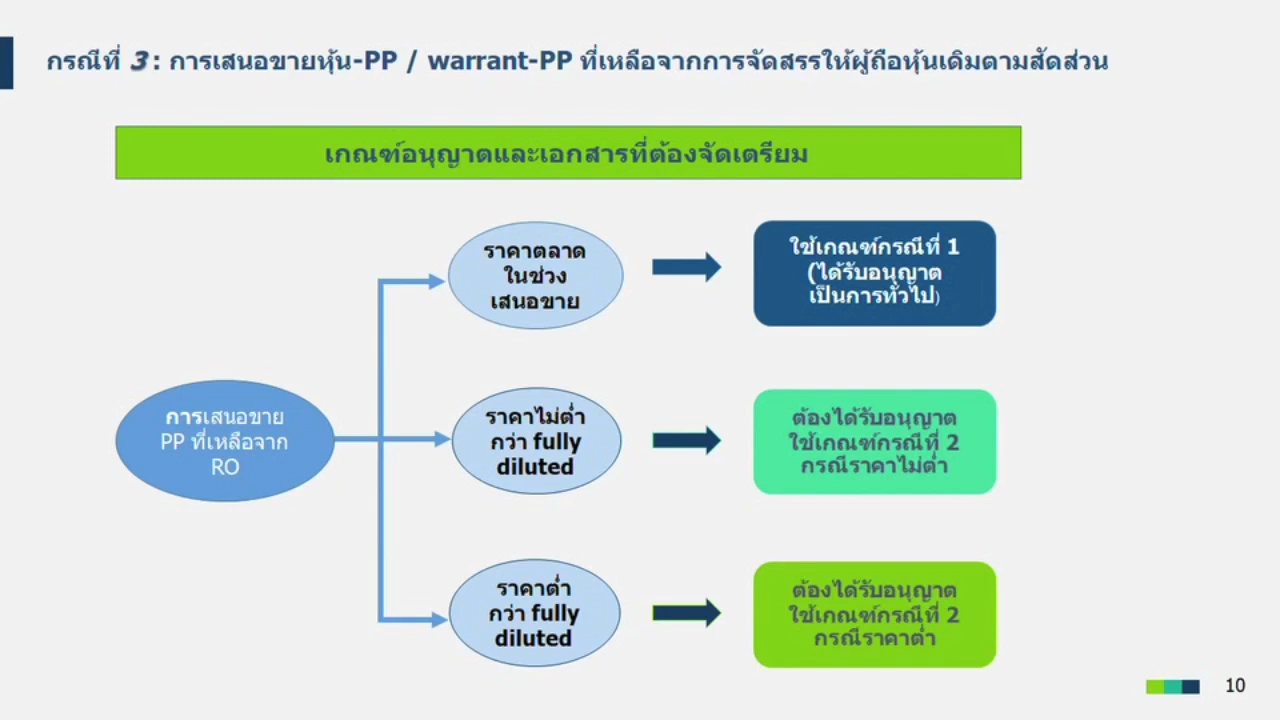 กรณีที่ 3 : การเสนอขายหุ้น-PP / warrant-PP ที่เหลือจากการจัดสรรให้ผู้ถือหุ้นเดิมตามสัดส่วน
เกณฑ์อนุญาตและเอกสารที่ต้องจัดเตรียม
ราคาตลาด
ในช่วง
เสนอขาย
ใช้เกณฑ์กรณีที่ 1
(ได้รับอนุญาต
เป็นการทั่วไป)
การเสนอขาย
PP ที่เหลือจาก
RO
ราคาไม่ต่ำ
กว่า fully
diluted
ต้องได้รับอนุญาต
ใช้เกณฑ์กรณีที่ 2
กรณีราคาไม่ต่ำ
ราคาต่ำ
กว่า fully
diluted
ต้องได้รับอนุญาต
ใช้เกณฑ์กรณีที่ 2
กรณีราคาต่ำ
10